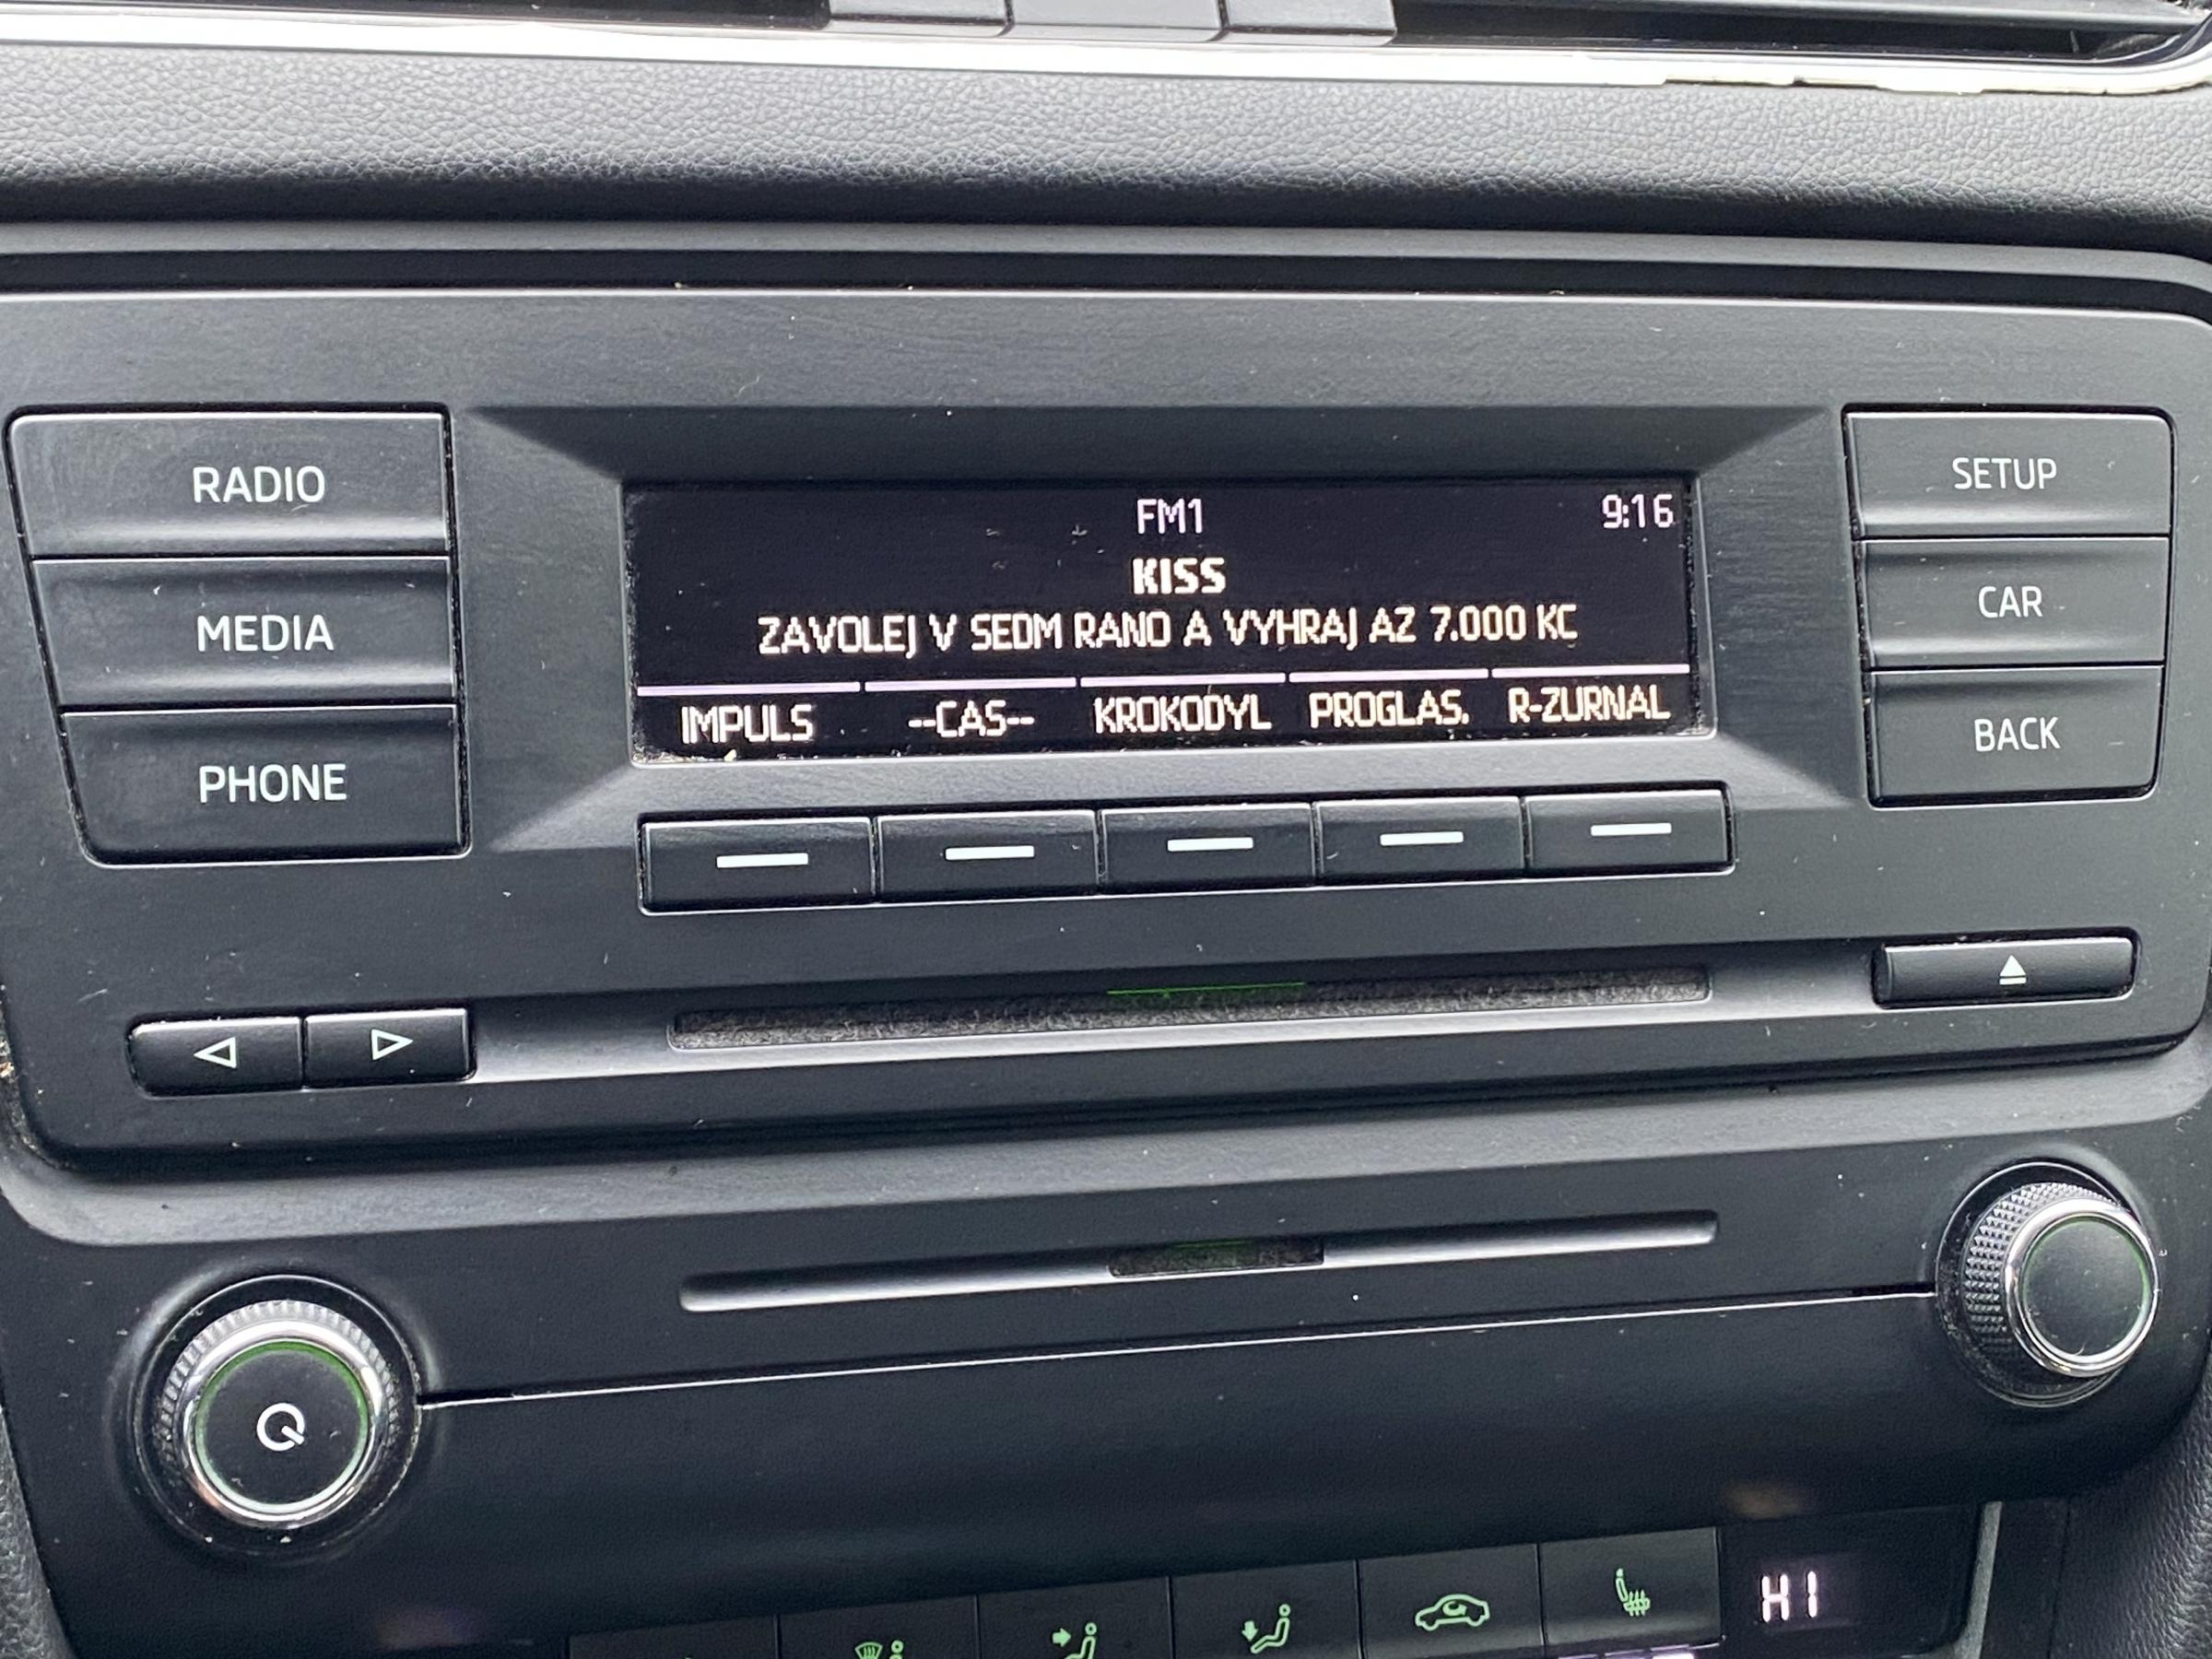 RADIO
MEDIA
PHONE
FM1 9:16
KISS
ZAVOLEJ V SEDM RANO A VYHRAJ AZ 7.000 KC
IMPULS --CAS-- KROKODYL PROGLAS. R-ZURNAL
SETUP
CAR
BACK
HI